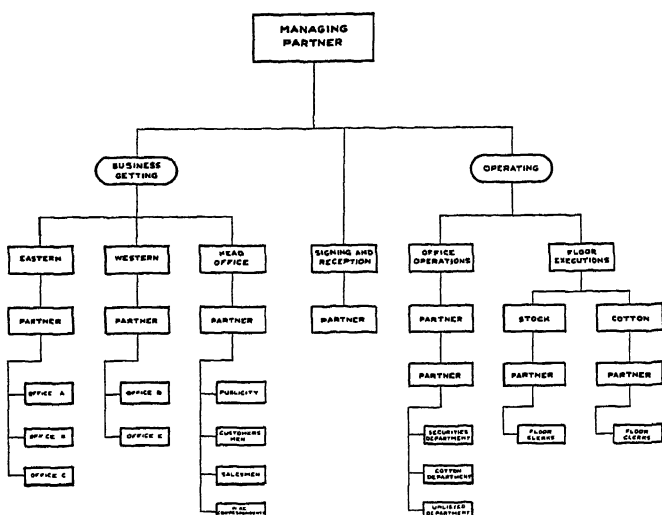 MANAGING
PARTNER
BUSINESS
GETTING
OPERATING
EASTERN
WESTERN
HEAD
OFFICE
SIGNING AND
RECEPTION
OFFICE
OPERATIONS
FLOOR
EXECUTIONS
PARTNER
PARTNER
PARTNER
PARTNER
PARTNER
STOCK
COTTON
PARTNER
PARTNER
PARTNER
OFFICE A
OFFICE B
OFFICE C
OFFICE D
OFFICE E
PUBLICITY
CUSTOMERS
MEN
SALESMEN
WIRE
CORRESPONDENTS
SECURITIES
DEPARTMENT
COTTON
DEPARTMENT
UNLISTED
DEPARTMENT
FLOOR
CLERKS
FLOOR
CLERKS